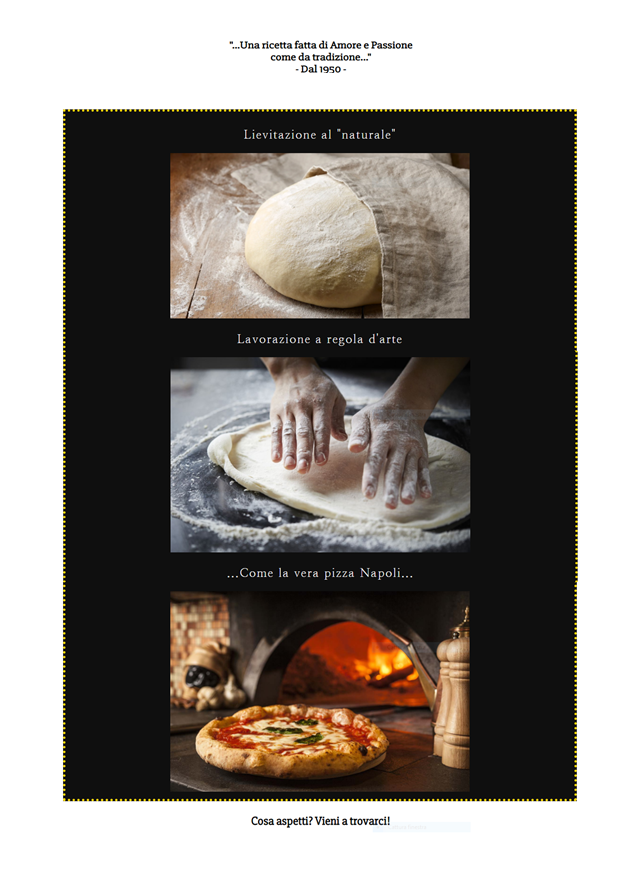 "...Una ricetta fatta di Amore e Passione
come da tradizione..."
- Dal 1950 -
Lievitazione al "naturale"
Lavorazione a regola d'arte
...Come la vera pizza Napoli...
Cosa aspetti? Vieni a trovarci!